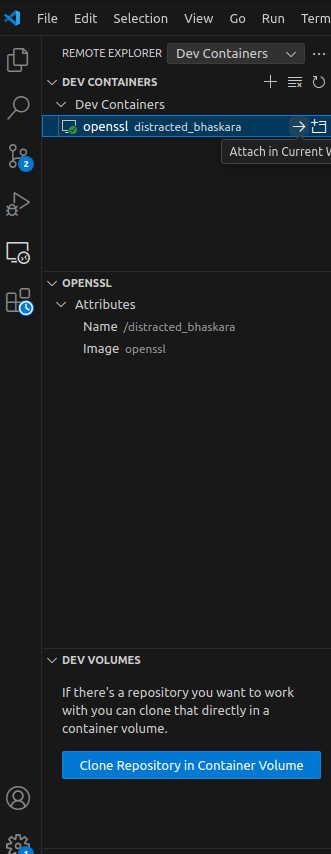 File Edit Selection View Go Run Term
REMOTE EXPLORER Dev Containers
DEV CONTAINERS
Dev Containers
openssl distracted_bhaskara
2
Attach in Current W
OPENSSL
Attributes
Name /distracted_bhaskara
Image openssl
DEV VOLUMES
If there's a repository you want to work
with you can clone that directly in a
container volume.
Clone Repository in Container Volume
1